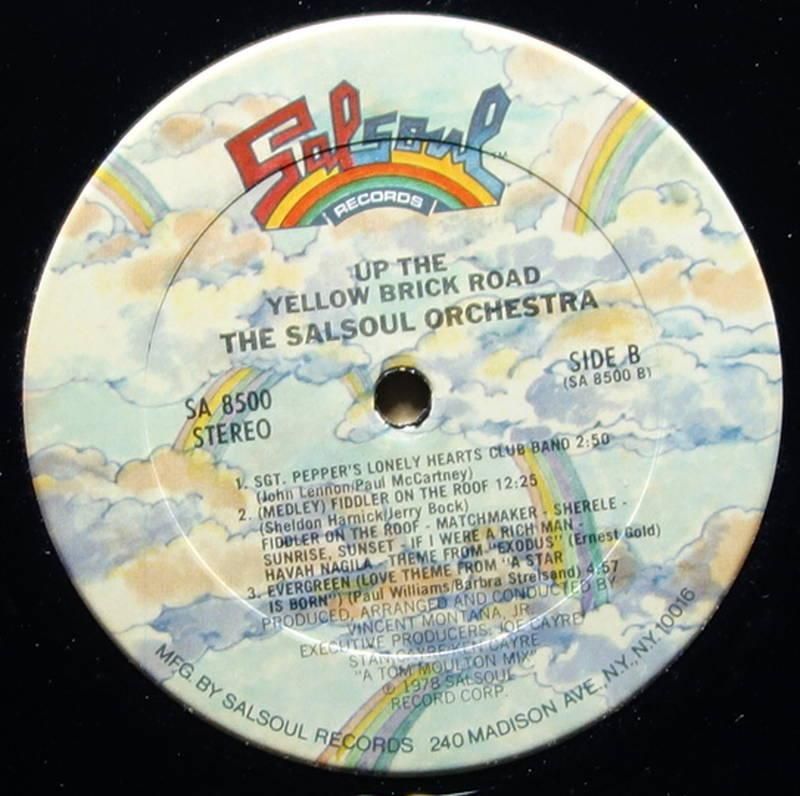 Salsoul TM
RECORDS
UP THE
YELLOW BRICK ROAD
THE SALSOUL ORCHESTRA
SA 8500
STEREO
SIDE B
(SA 8500 B)
1. SGT. PEPPER'S LONELY HEARTS CLUB BAND 2:50
(John Lennon/Paul McCartney)
2. (MEDLEY) FIDDLER ON THE ROOF 12:25
(Sheldon Harnick/Jerry Bock)
FIDDLER ON THE ROOF - MATCHMAKER - SHERELE -
SUNRISE, SUNSET - IF I WERE A RICH MAN -
HAVAH NAGILA - THEME FROM "EXODUS" (Ernest Gold)
3. EVERGREEN (LOVE THEME FROM "A STAR
IS BORN") (Paul Williams/Barbra Streisand) 4:57
PRODUCED, ARRANGED AND CONDUCTED BY
VINCENT MONTANA, JR.
EXECUTIVE PRODUCERS: JOE CAYRE
STAN CAYRE/KEN CAYRE
"A TOM MOULTON MIX"
℗ 1978 SALSOUL
RECORD CORP.
MFG. BY SALSOUL RECORDS 240 MADISON AVE., N.Y., N.Y. 10016